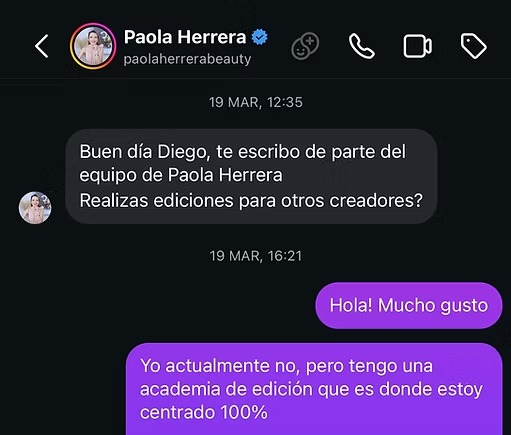 Paola Herrera
paolaherrerabeauty
19 MAR, 12:35
Buen día Diego, te escribo de parte del
equipo de Paola Herrera
Realizas ediciones para otros creadores?
19 MAR, 16:21
Hola! Mucho gusto
Yo actualmente no, pero tengo una
academia de edición que es donde estoy
centrado 100%